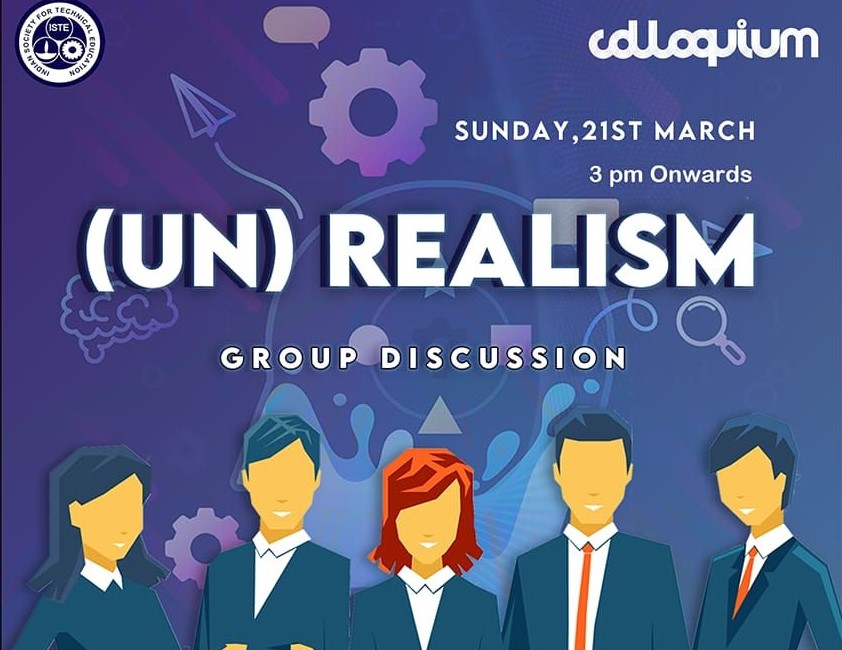 INDIAN SOCIETY FOR TECHNICAL EDUCATION
ISTE
colloquium
SUNDAY,21ST MARCH
3 pm Onwards
(UN) REALISM
GROUP DISCUSSION